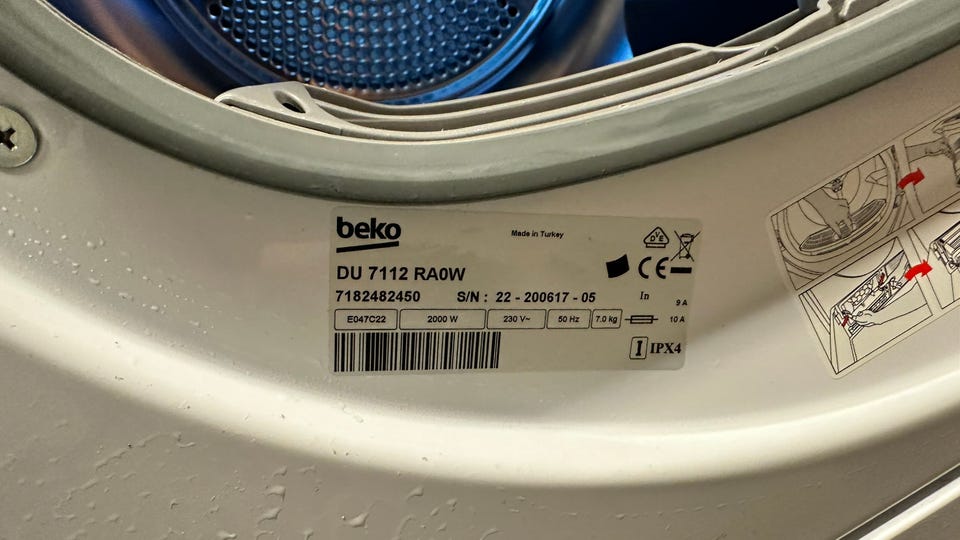 beko
Made in Turkey
DU 7112 RA0W
7182482450 S/N : 22 - 200617 - 05
In 9 A
E047C22 2000 W 230 V~ 50 Hz 7.0 kg 10 A
IPX4